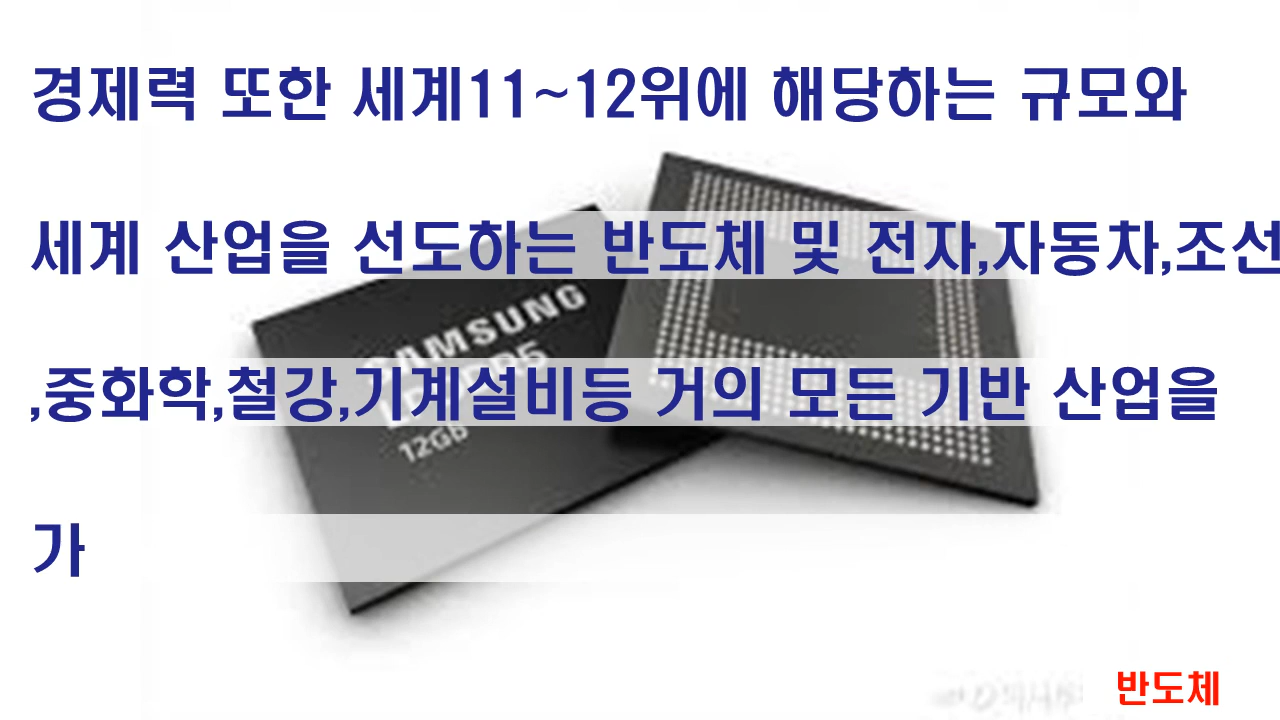 경제력 또한 세계11~12위에 해당하는 규모와
세계 산업을 선도하는 반도체 및 전자,자동차,조선
,중화학,철강,기계설비등 거의 모든 기반 산업을
가
SAMSUNG
12GB
반도체